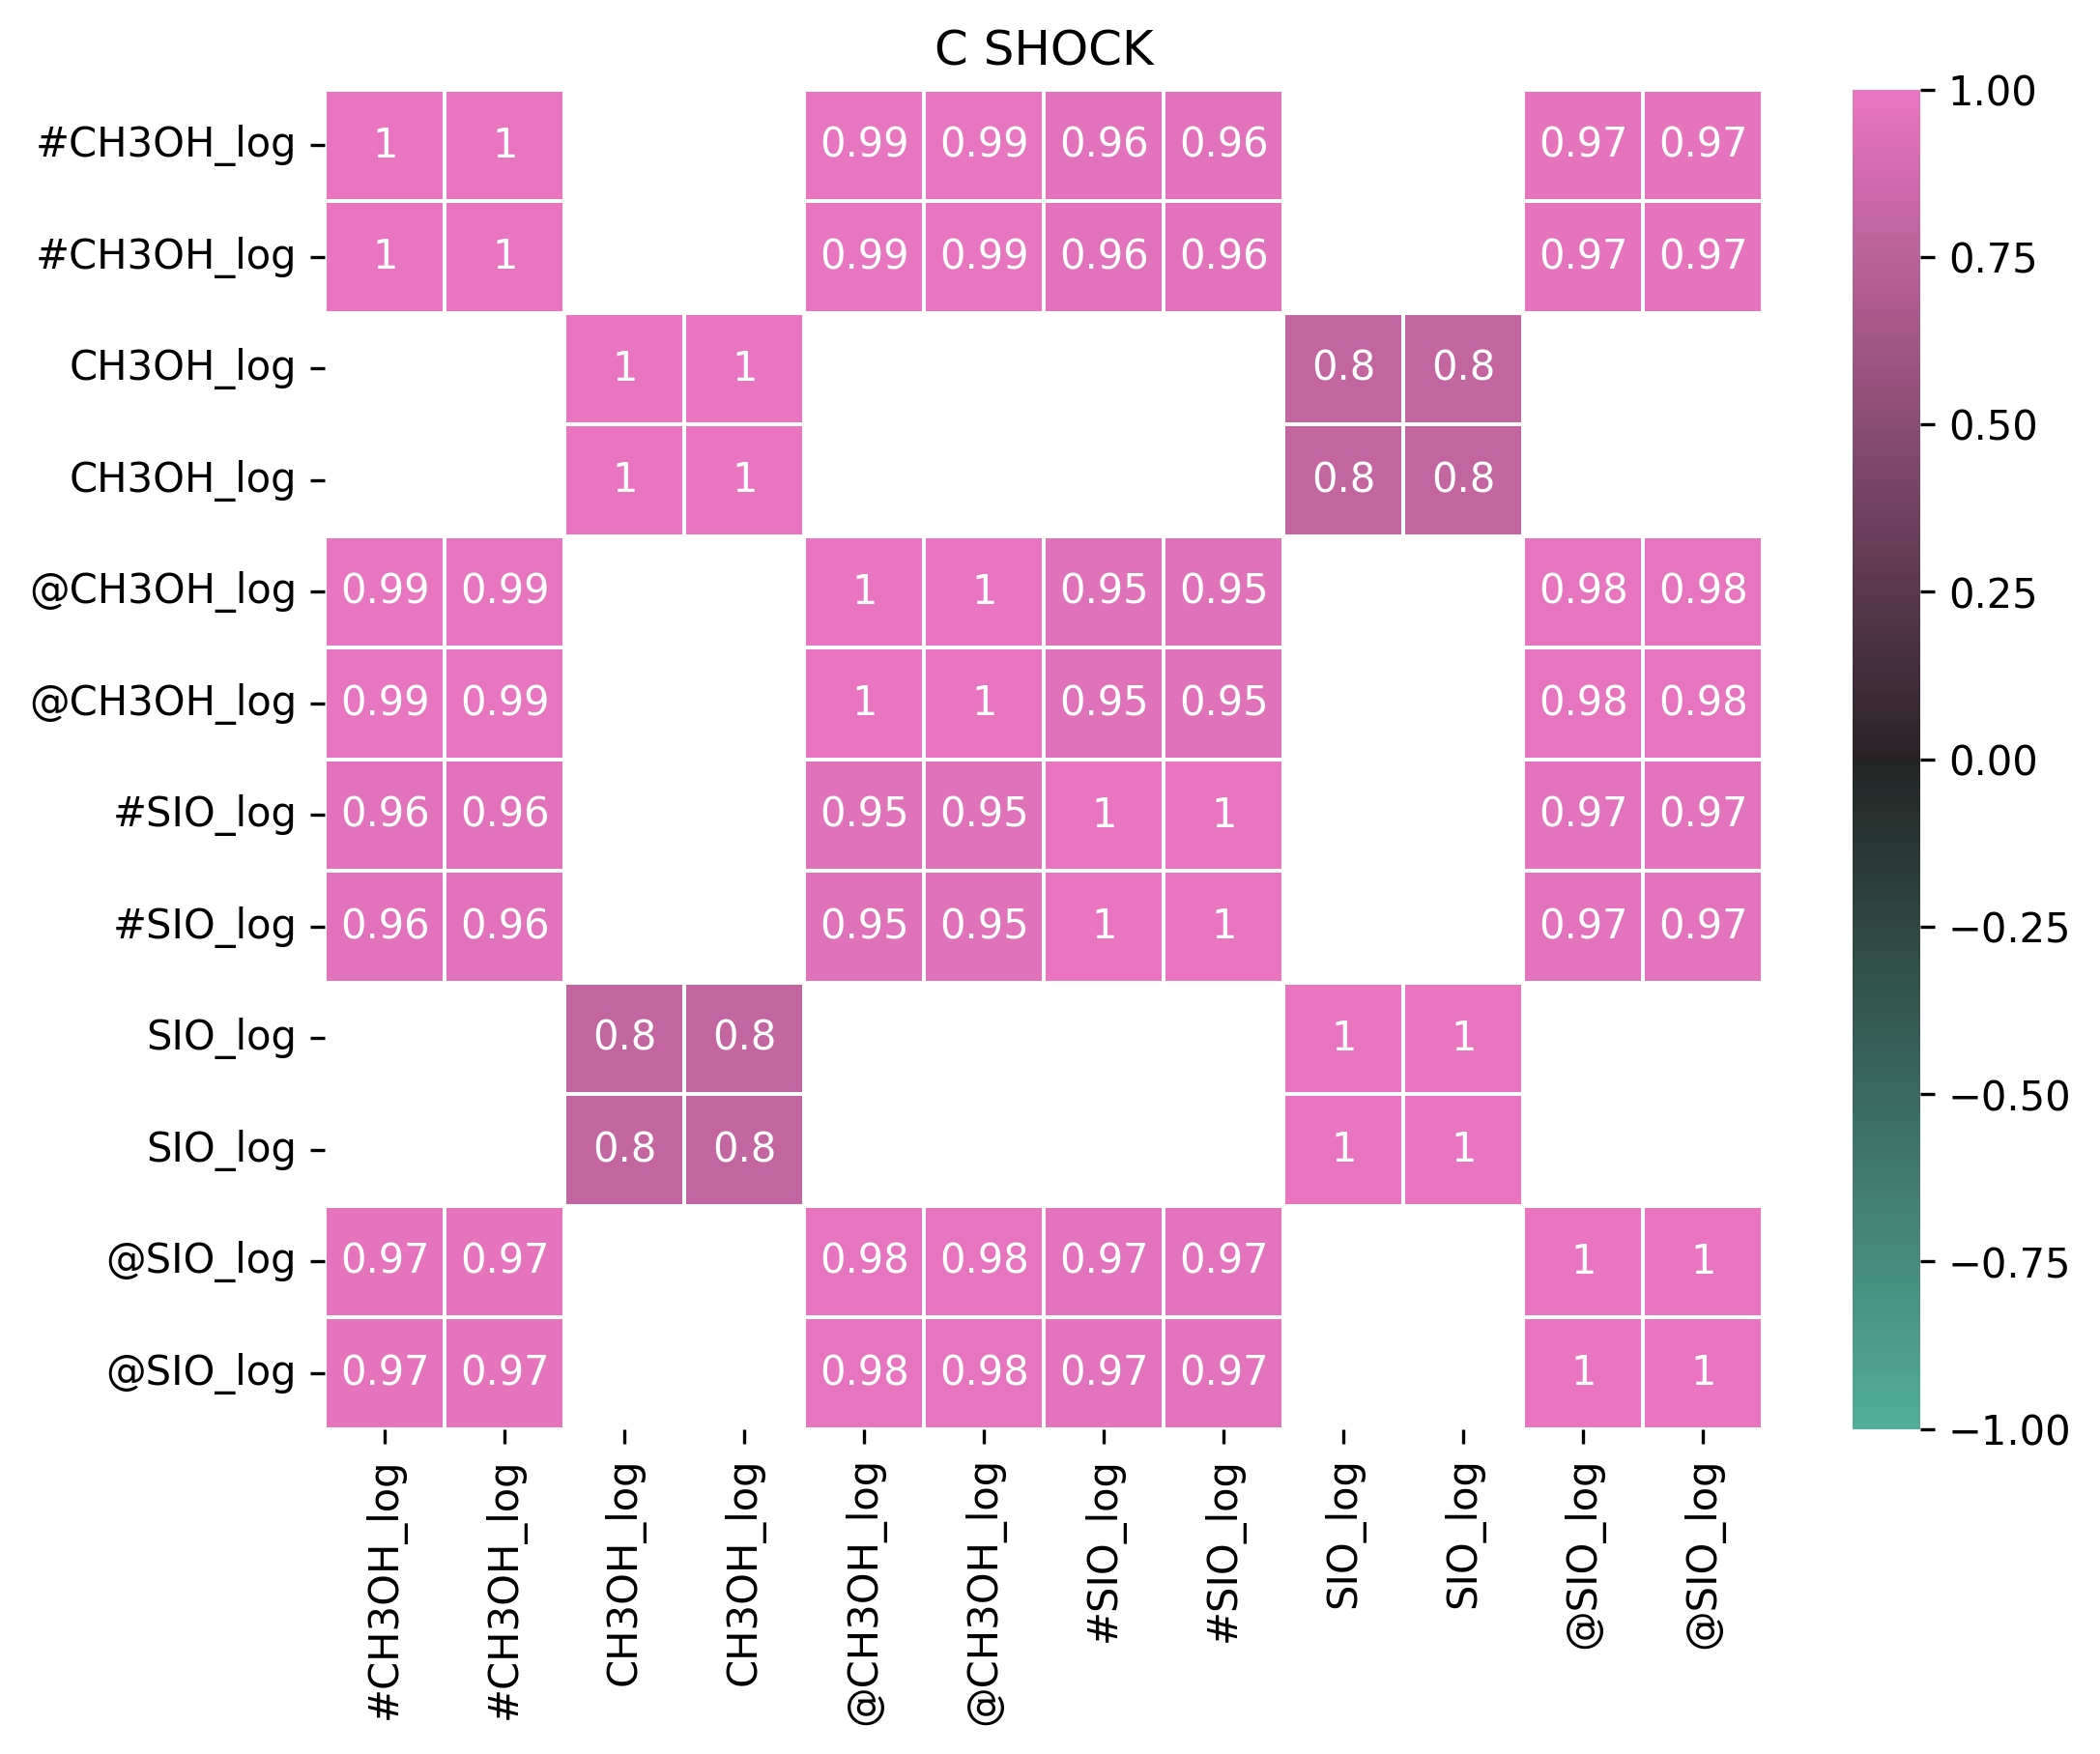 C SHOCK
#CH3OH_log 1 1 0.99 0.99 0.96 0.96 0.97 0.97
#CH3OH_log 1 1 0.99 0.99 0.96 0.96 0.97 0.97
CH3OH_log 1 1 0.8 0.8
CH3OH_log 1 1 0.8 0.8
@CH3OH_log 0.99 0.99 1 1 0.95 0.95 0.98 0.98
@CH3OH_log 0.99 0.99 1 1 0.95 0.95 0.98 0.98
#SIO_log 0.96 0.96 0.95 0.95 1 1 0.97 0.97
#SIO_log 0.96 0.96 0.95 0.95 1 1 0.97 0.97
SIO_log 0.8 0.8 1 1
SIO_log 0.8 0.8 1 1
@SIO_log 0.97 0.97 0.98 0.98 0.97 0.97 1 1
@SIO_log 0.97 0.97 0.98 0.98 0.97 0.97 1 1
#CH3OH_log
#CH3OH_log
CH3OH_log
CH3OH_log
@CH3OH_log
@CH3OH_log
#SIO_log
#SIO_log
SIO_log
SIO_log
@SIO_log
@SIO_log
1.00
0.75
0.50
0.25
0.00
−0.25
−0.50
−0.75
−1.00